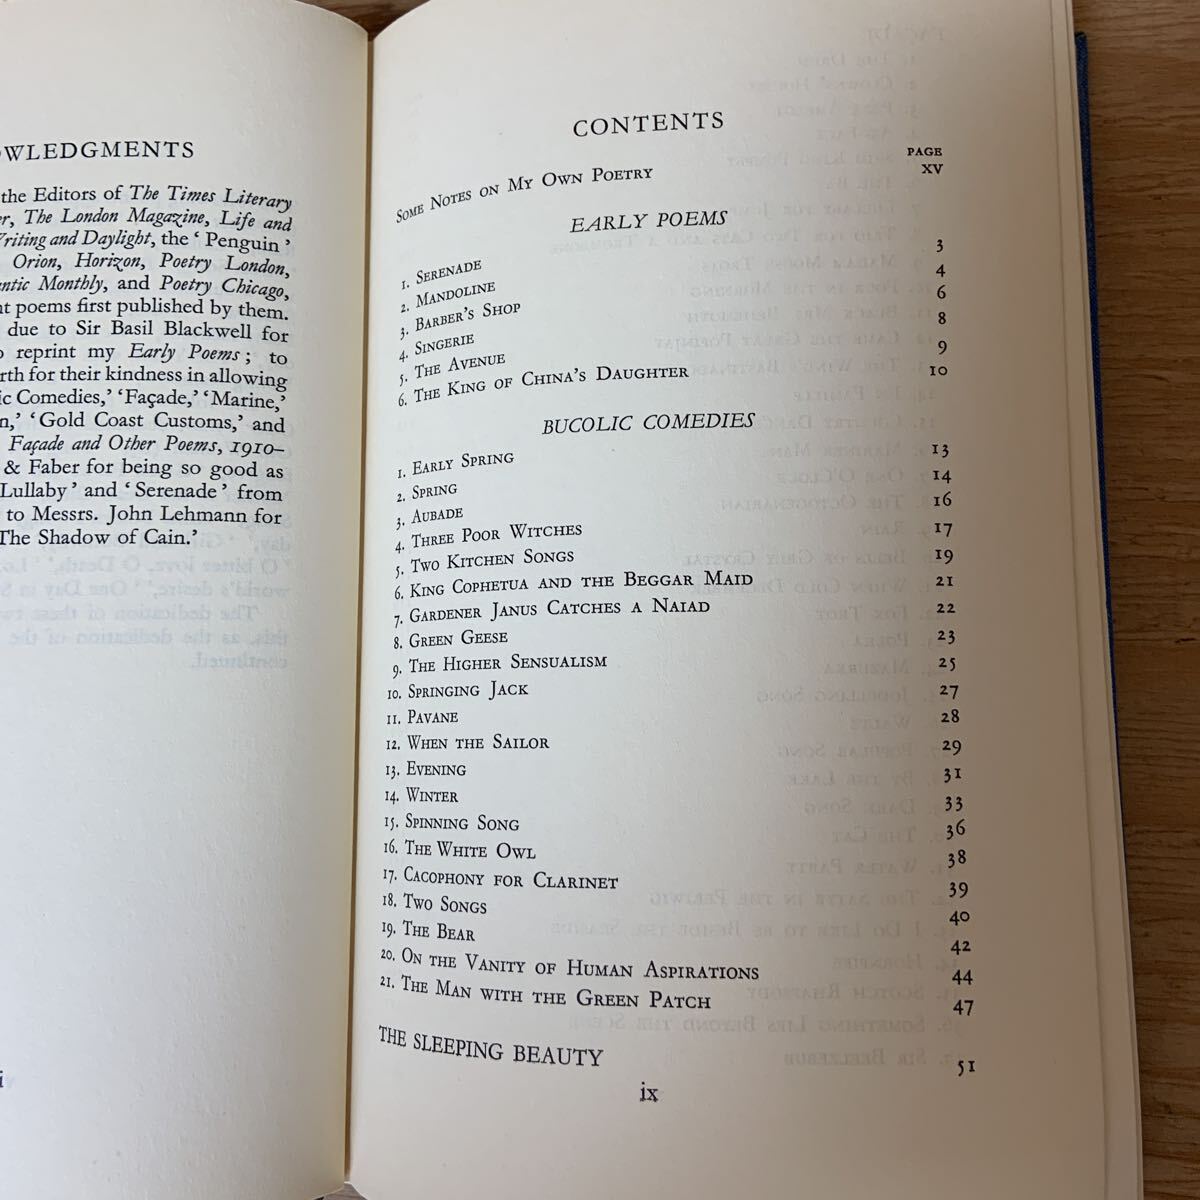 OWLEDGMENTS
the Editors of The Times Literary
er, The London Magazine, Life and
Writing and Daylight, the ‘ Penguin ’
Orion, Horizon, Poetry London,
antic Monthly, and Poetry Chicago,
nt poems first published by them.
due to Sir Basil Blackwell for
o reprint my Early Poems ; to
rth for their kindness in allowing
ic Comedies,’ ‘Façade,’ ‘Marine,’
n,’ ‘Gold Coast Customs,’ and
Façade and Other Poems, 1910–
& Faber for being so good as
Lullaby’ and ‘Serenade’ from
to Messrs. John Lehmann for
The Shadow of Cain.’
i
CONTENTS
PAGE
Some Notes on My Own Poetry xv
EARLY POEMS
1. Serenade 3
2. Mandoline 4
3. Barber’s Shop 6
4. Singerie 8
5. The Avenue 9
6. The King of China’s Daughter 10
BUCOLIC COMEDIES
1. Early Spring 13
2. Spring 14
3. Aubade 16
4. Three Poor Witches 17
5. Two Kitchen Songs 19
6. King Cophetua and the Beggar Maid 21
7. Gardener Janus Catches a Naiad 22
8. Green Geese 23
9. The Higher Sensualism 25
10. Springing Jack 27
11. Pavane 28
12. When the Sailor 29
13. Evening 31
14. Winter 33
15. Spinning Song 36
16. The White Owl 38
17. Cacophony for Clarinet 39
18. Two Songs 40
19. The Bear 42
20. On the Vanity of Human Aspirations 44
21. The Man with the Green Patch 47
THE SLEEPING BEAUTY 51
ix